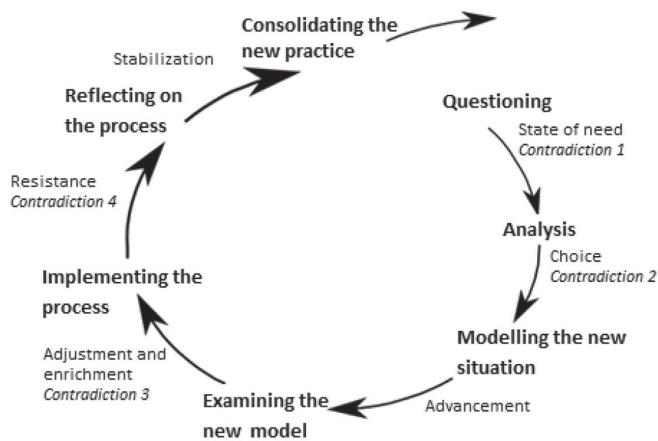 Questioning
State of need
Contradiction 1
Analysis
Choice
Contradiction 2
Modelling the new
situation
Advancement
Examining the
new model
Adjustment and
enrichment
Contradiction 3
Implementing the
process
Resistance
Contradiction 4
Reflecting on
the process
Stabilization
Consolidating the
new practice